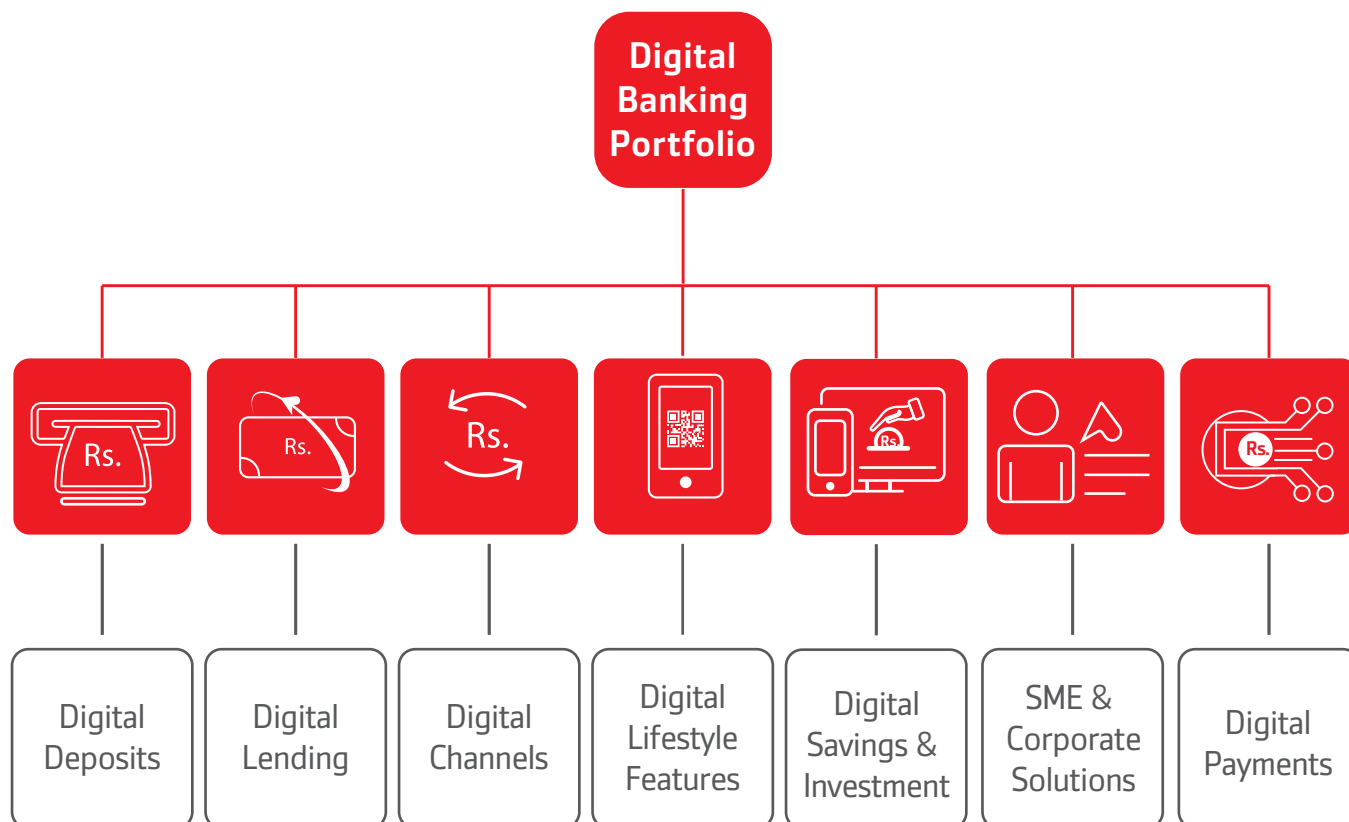 Digital
Banking
Portfolio
Rs.
Rs.
Rs.
Rs.
Rs.
Digital
Deposits
Digital
Lending
Digital
Channels
Digital
Lifestyle
Features
Digital
Savings &
Investment
SME &
Corporate
Solutions
Digital
Payments